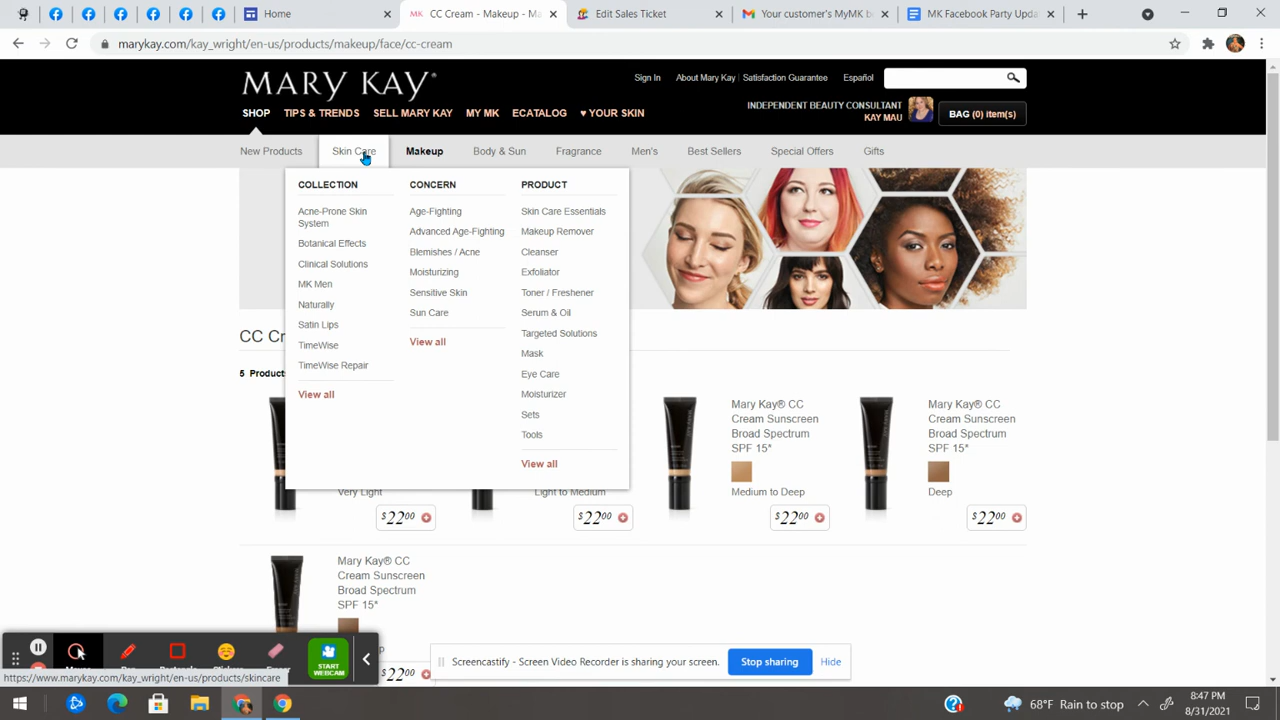 Home
CC Cream - Makeup - Ma
Edit Sales Ticket
Your customer's MyMK b
MK Facebook Party Upda
marykay.com/kay_wright/en-us/products/makeup/face/cc-cream
MARY KAY®
Sign In
About Mary Kay
Satisfaction Guarantee
Español
SHOP
TIPS & TRENDS
SELL MARY KAY
MY MK
ECATALOG
♥ YOUR SKIN
INDEPENDENT BEAUTY CONSULTANT
KAY MAU
BAG (0) item(s)
New Products
Skin Care
Makeup
Body & Sun
Fragrance
Men's
Best Sellers
Special Offers
Gifts
COLLECTION
Acne-Prone Skin
System
Botanical Effects
Clinical Solutions
MK Men
Naturally
Satin Lips
TimeWise
TimeWise Repair
View all
CONCERN
Age-Fighting
Advanced Age-Fighting
Blemishes / Acne
Moisturizing
Sensitive Skin
Sun Care
View all
PRODUCT
Skin Care Essentials
Makeup Remover
Cleanser
Exfoliator
Toner / Freshener
Serum & Oil
Targeted Solutions
Mask
Eye Care
Moisturizer
Sets
Tools
View all
CC Cr
5 Products
Very Light
$22.00
Light to Medium
$22.00
Mary Kay® CC
Cream Sunscreen
Broad Spectrum
SPF 15*
Medium to Deep
$22.00
Mary Kay® CC
Cream Sunscreen
Broad Spectrum
SPF 15*
Deep
$22.00
Mary Kay® CC
Cream Sunscreen
Broad Spectrum
SPF 15*
$22.00
START
WEBCAM
Screencastify - Screen Video Recorder is sharing your screen.
Stop sharing
Hide
https://www.marykay.com/kay_wright/en-us/products/skincare
68°F Rain to stop
8:47 PM
8/31/2021